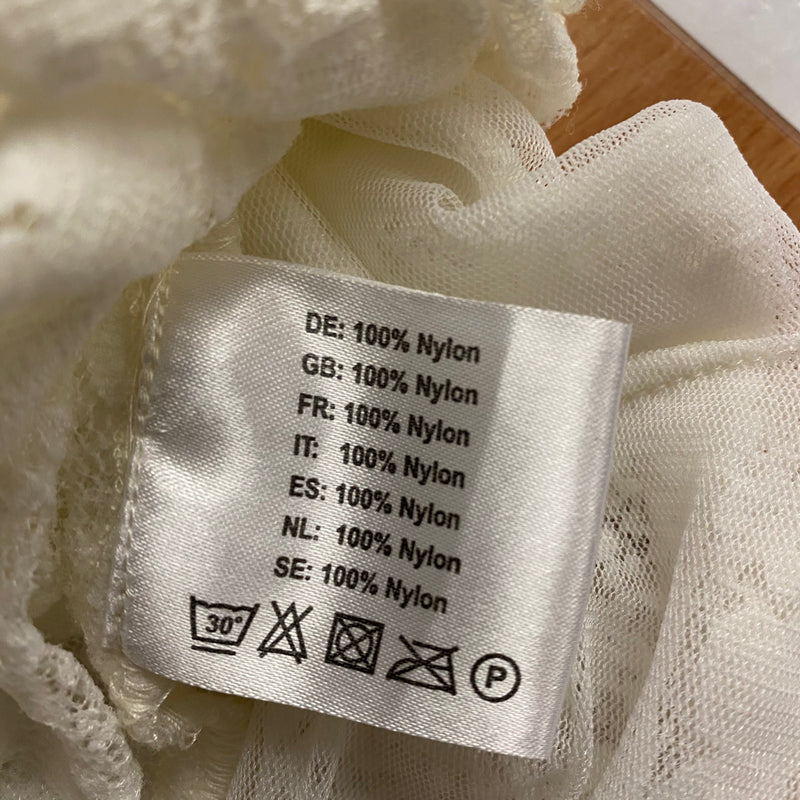 DE: 100% Nylon
GB: 100% Nylon
FR: 100% Nylon
IT: 100% Nylon
ES: 100% Nylon
NL: 100% Nylon
SE: 100% Nylon
30° P